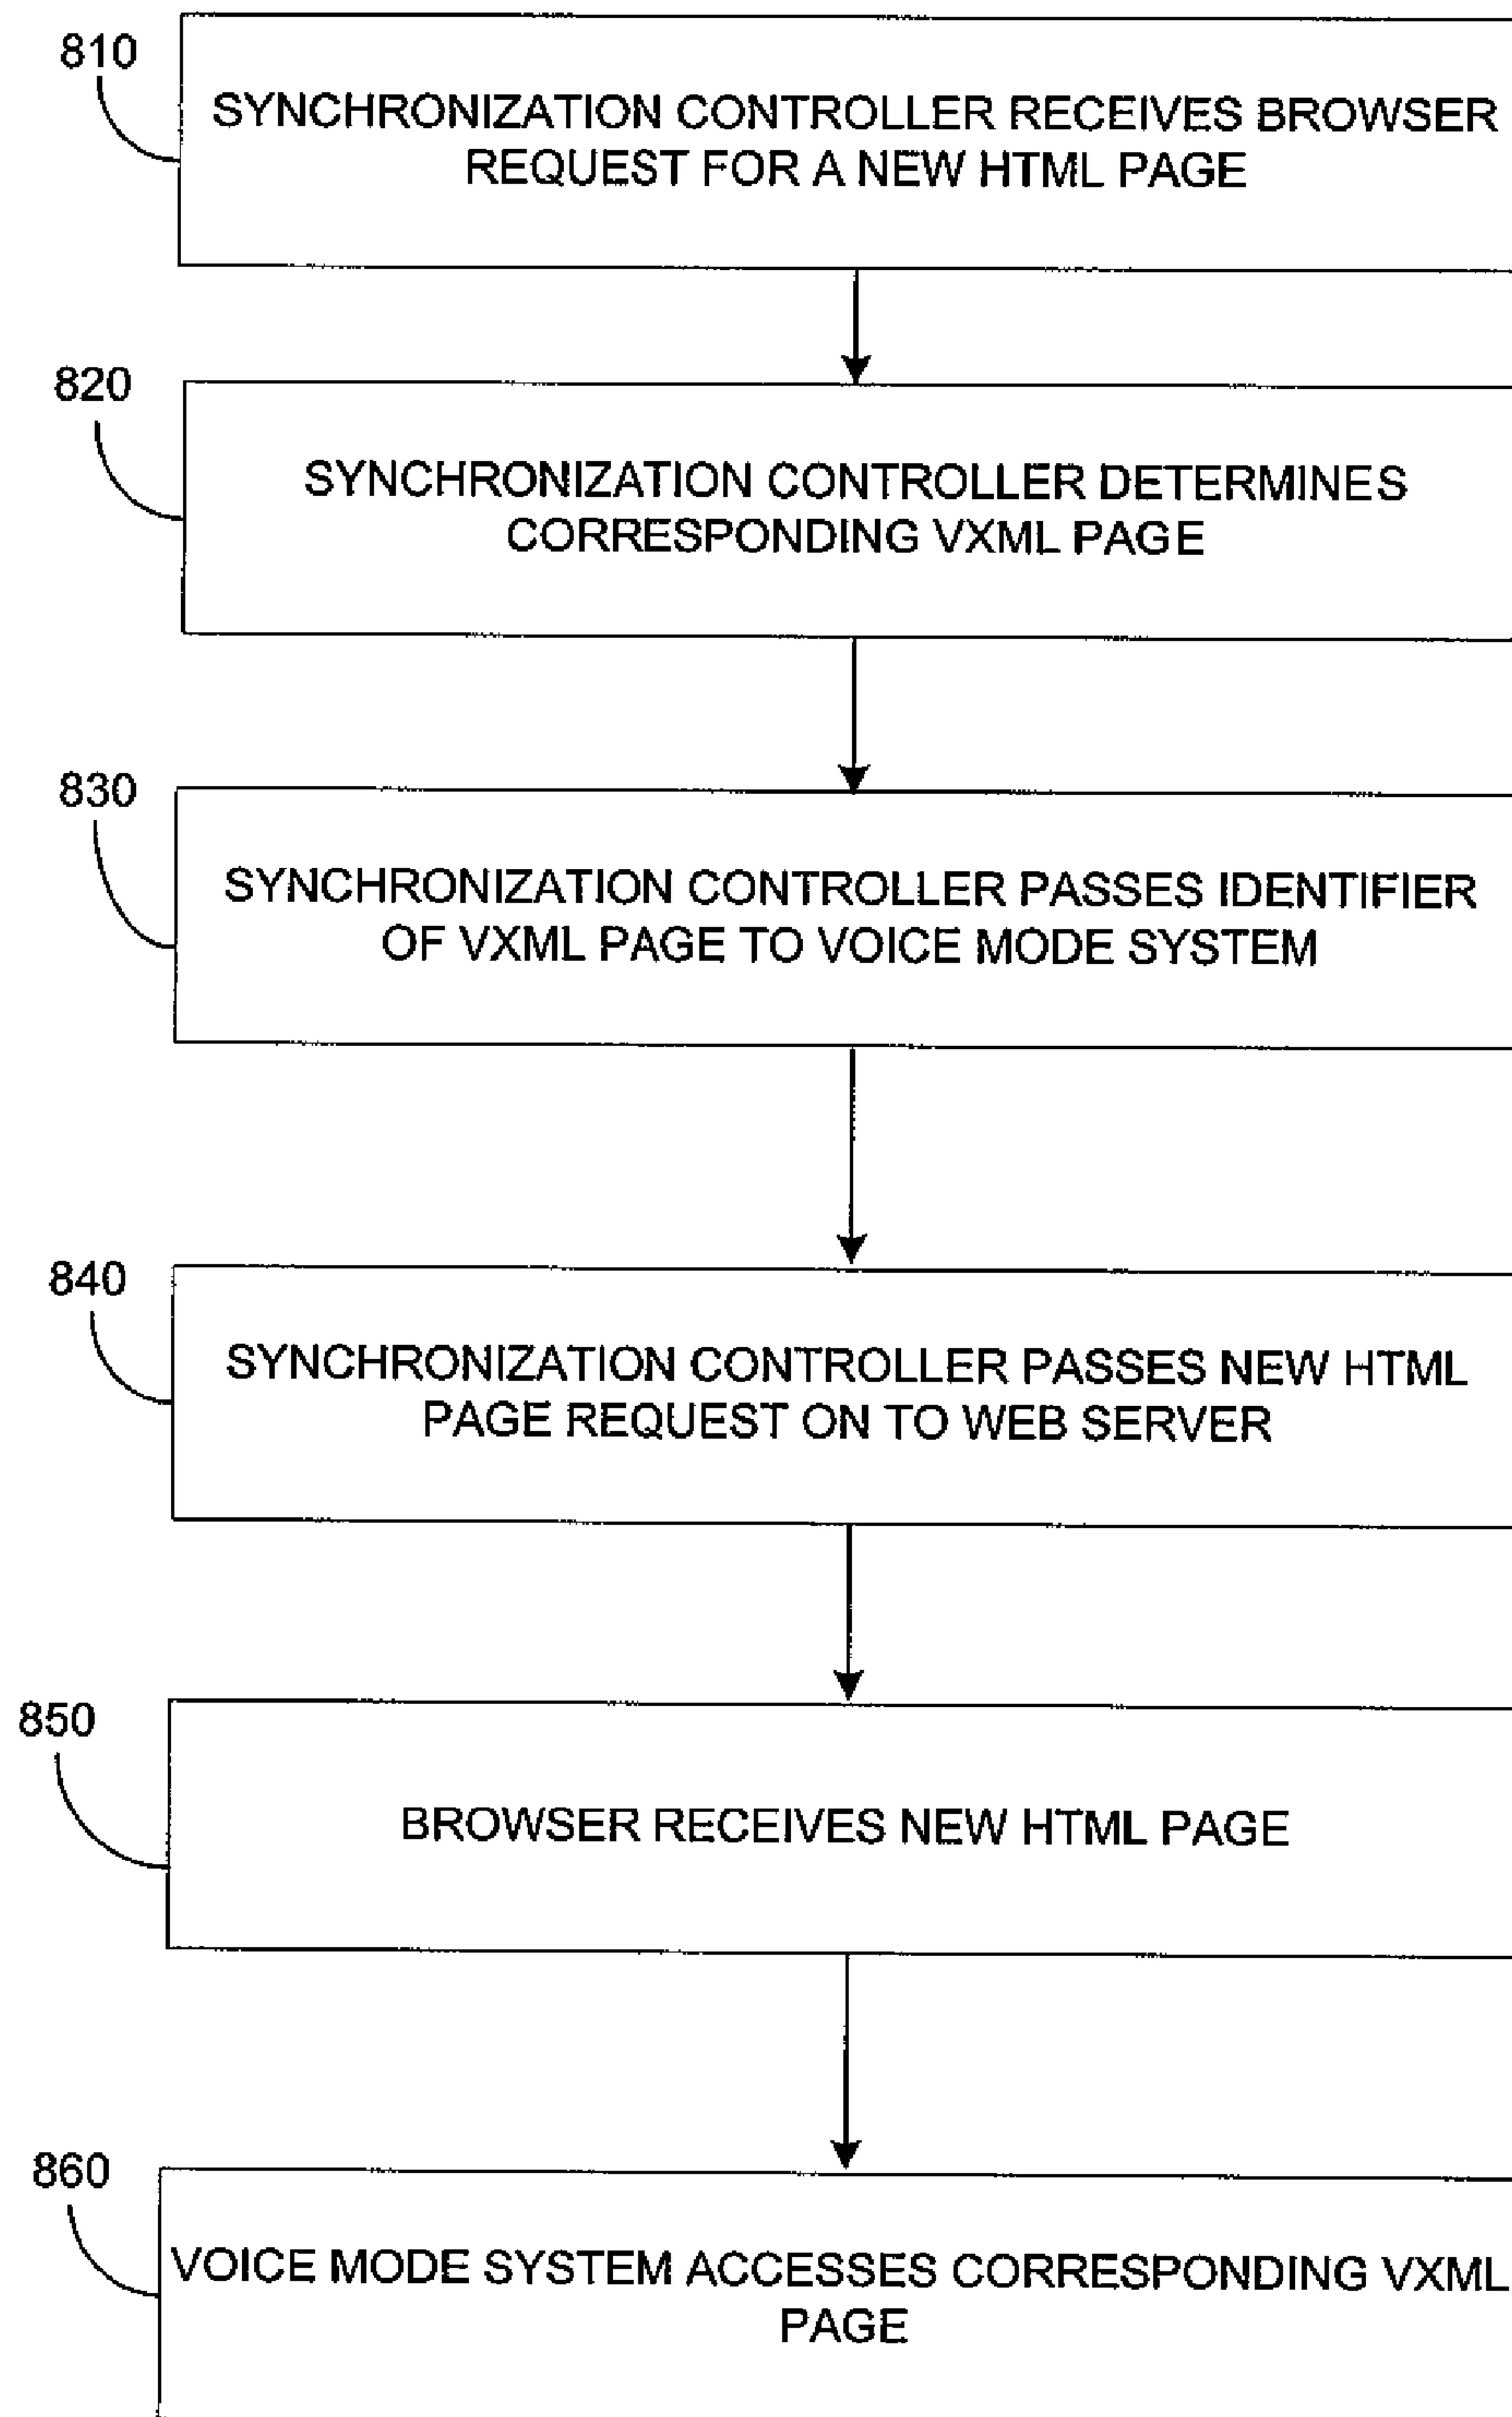 810
SYNCHRONIZATION CONTROLLER RECEIVES BROWSER
REQUEST FOR A NEW HTML PAGE
820
SYNCHRONIZATION CONTROLLER DETERMINES
CORRESPONDING VXML PAGE
830
SYNCHRONIZATION CONTROLLER PASSES IDENTIFIER
OF VXML PAGE TO VOICE MODE SYSTEM
840
SYNCHRONIZATION CONTROLLER PASSES NEW HTML
PAGE REQUEST ON TO WEB SERVER
850
BROWSER RECEIVES NEW HTML PAGE
860
VOICE MODE SYSTEM ACCESSES CORRESPONDING VXML
PAGE